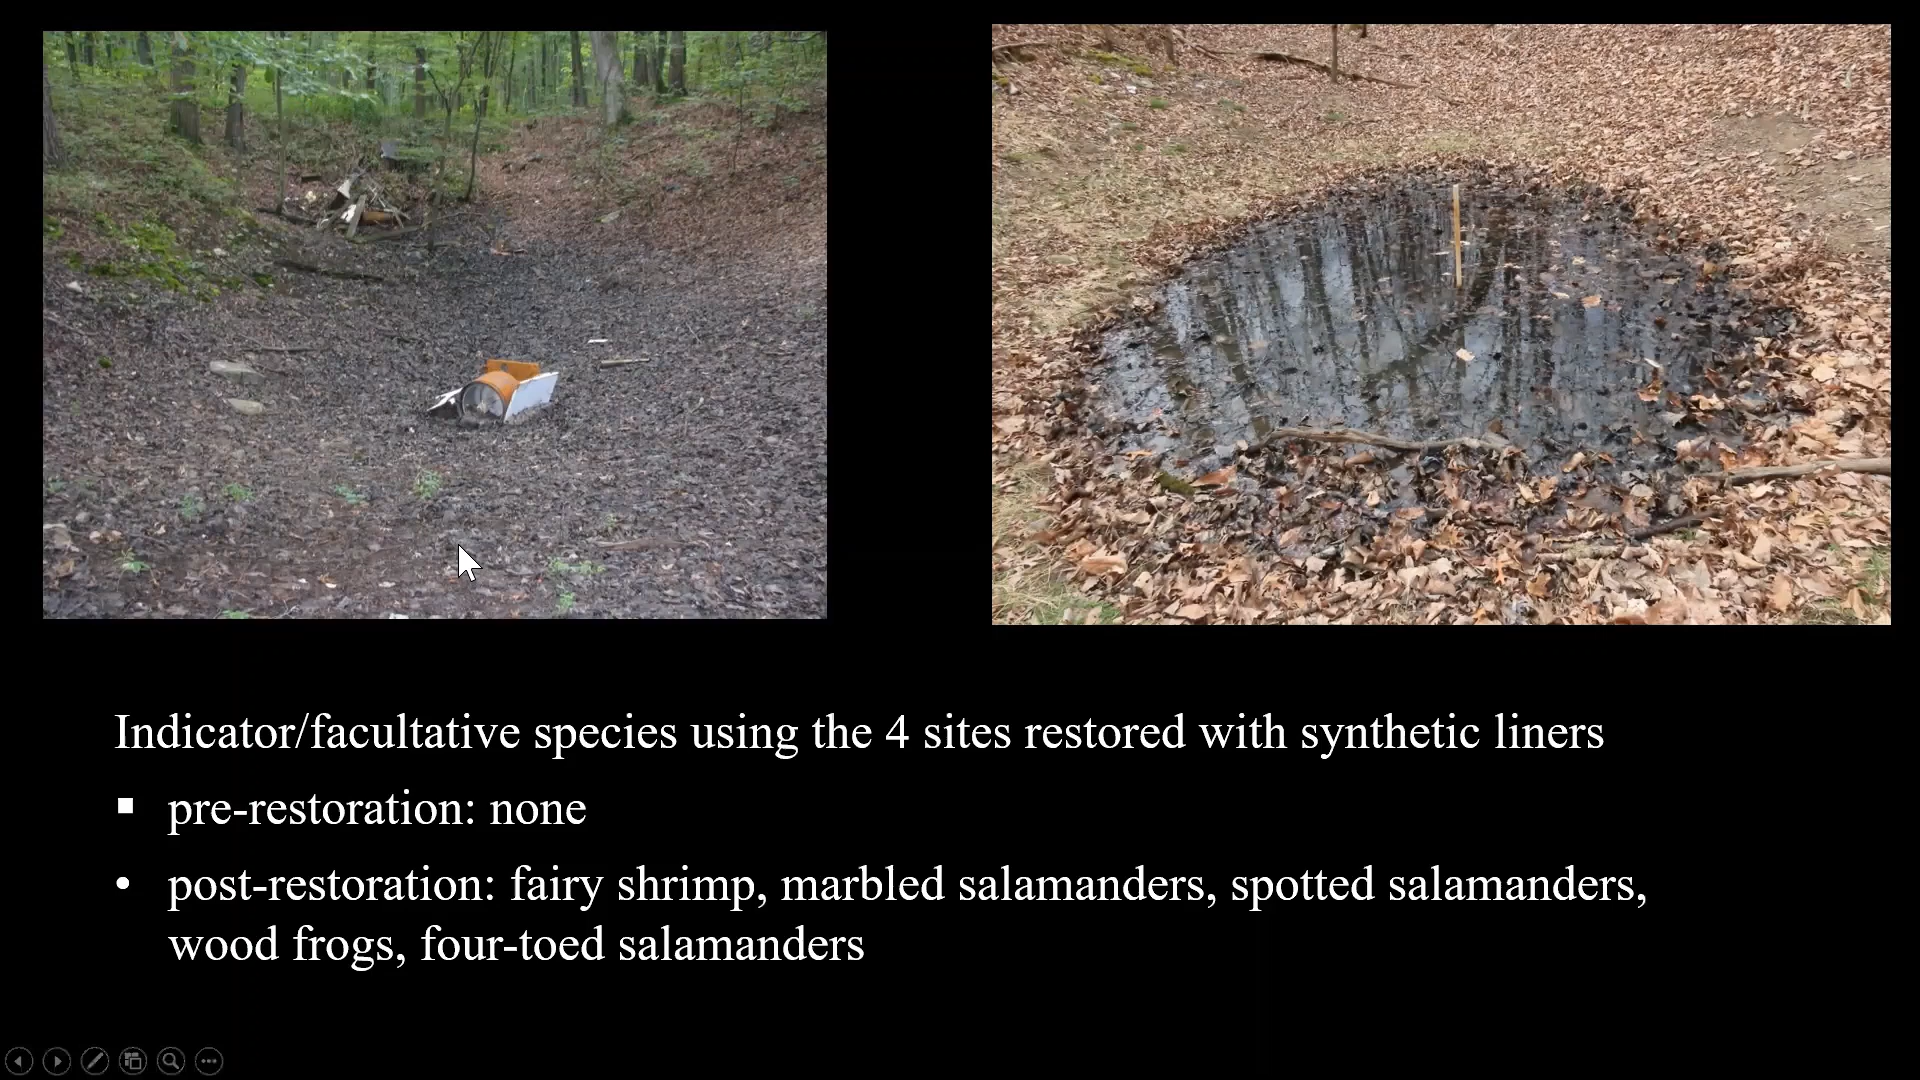 Indicator/facultative species using the 4 sites restored with synthetic liners
▪ pre-restoration: none
• post-restoration: fairy shrimp, marbled salamanders, spotted salamanders,
wood frogs, four-toed salamanders